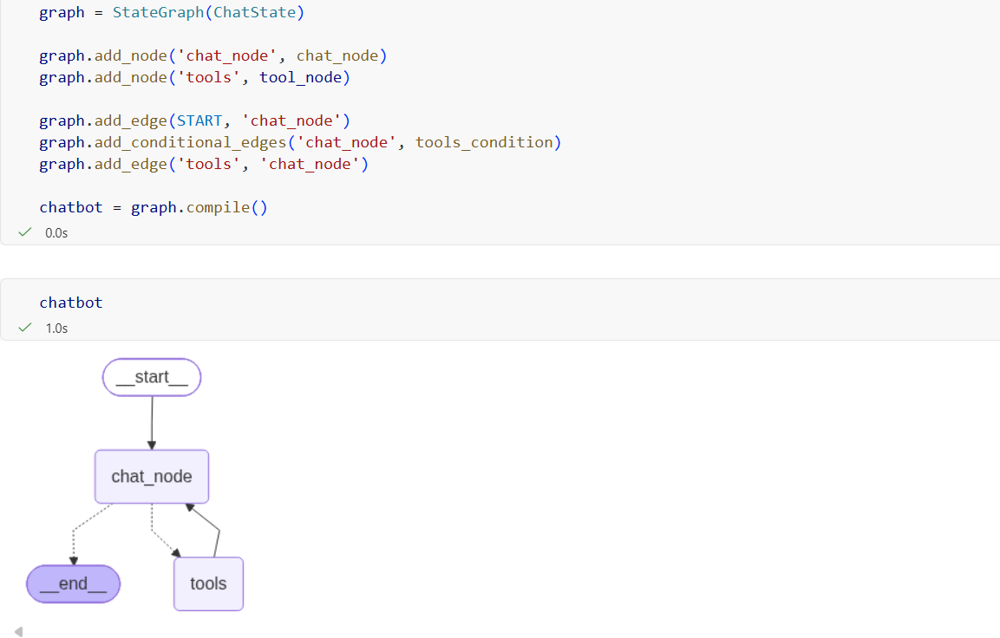 graph = StateGraph(ChatState)
graph.add_node('chat_node', chat_node)
graph.add_node('tools', tool_node)
graph.add_edge(START, 'chat_node')
graph.add_conditional_edges('chat_node', tools_condition)
graph.add_edge('tools', 'chat_node')
chatbot = graph.compile()
0.0s
chatbot
1.0s
__start__
chat_node
__end__
tools